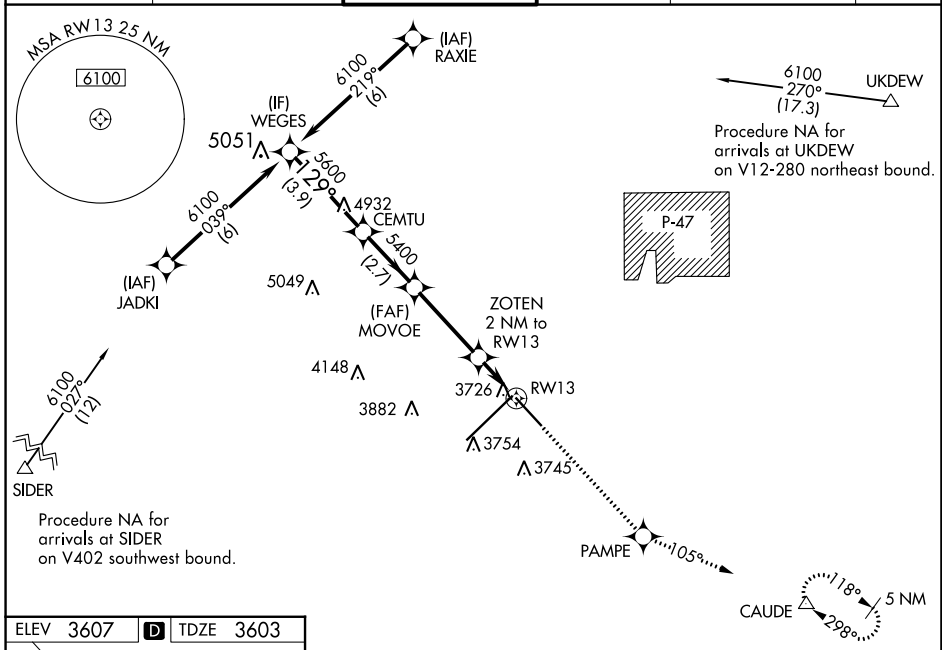 MSA RW 13 25 NM
6100
(IAF)
RAXIE
6100
219°
(6)
6100
270°
(17.3)
UKDEW
Procedure NA for
arrivals at UKDEW
on V12-280 northeast bound.
(IF)
WEGES
5051
5600
129°
(3.9)
4932
CEMTU
P-47
6100
039°
(6)
(IAF)
JADKI
5400
(2.7)
5049
(FAF)
MOVOE
ZOTEN
2 NM to
RW13
4148
3726
RW13
3882
3754
3745
6100
027°
(12)
SIDER
Procedure NA for
arrivals at SIDER
on V402 southwest bound.
PAMPE
105°
CAUDE
118°
5 NM
298°
ELEV 3607 D TDZE 3603